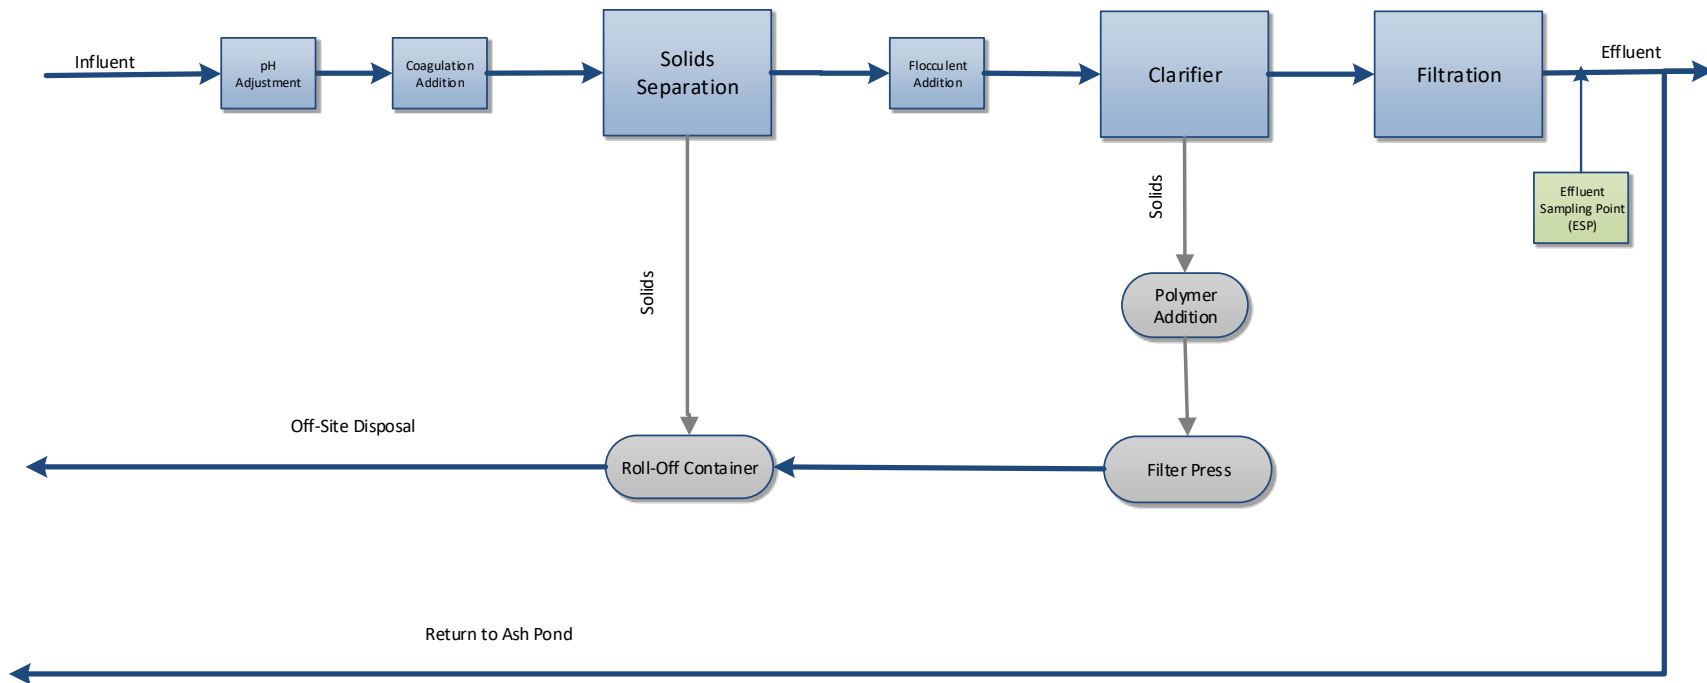 Influent
pH
Adjustment
Coagulation
Addition
Solids
Separation
Flocculent
Addition
Clarifier
Filtration
Effluent
Effluent
Sampling Point
(ESP)
Solids
Solids
Polymer
Addition
Off-Site Disposal
Roll-Off Container
Filter Press
Return to Ash Pond